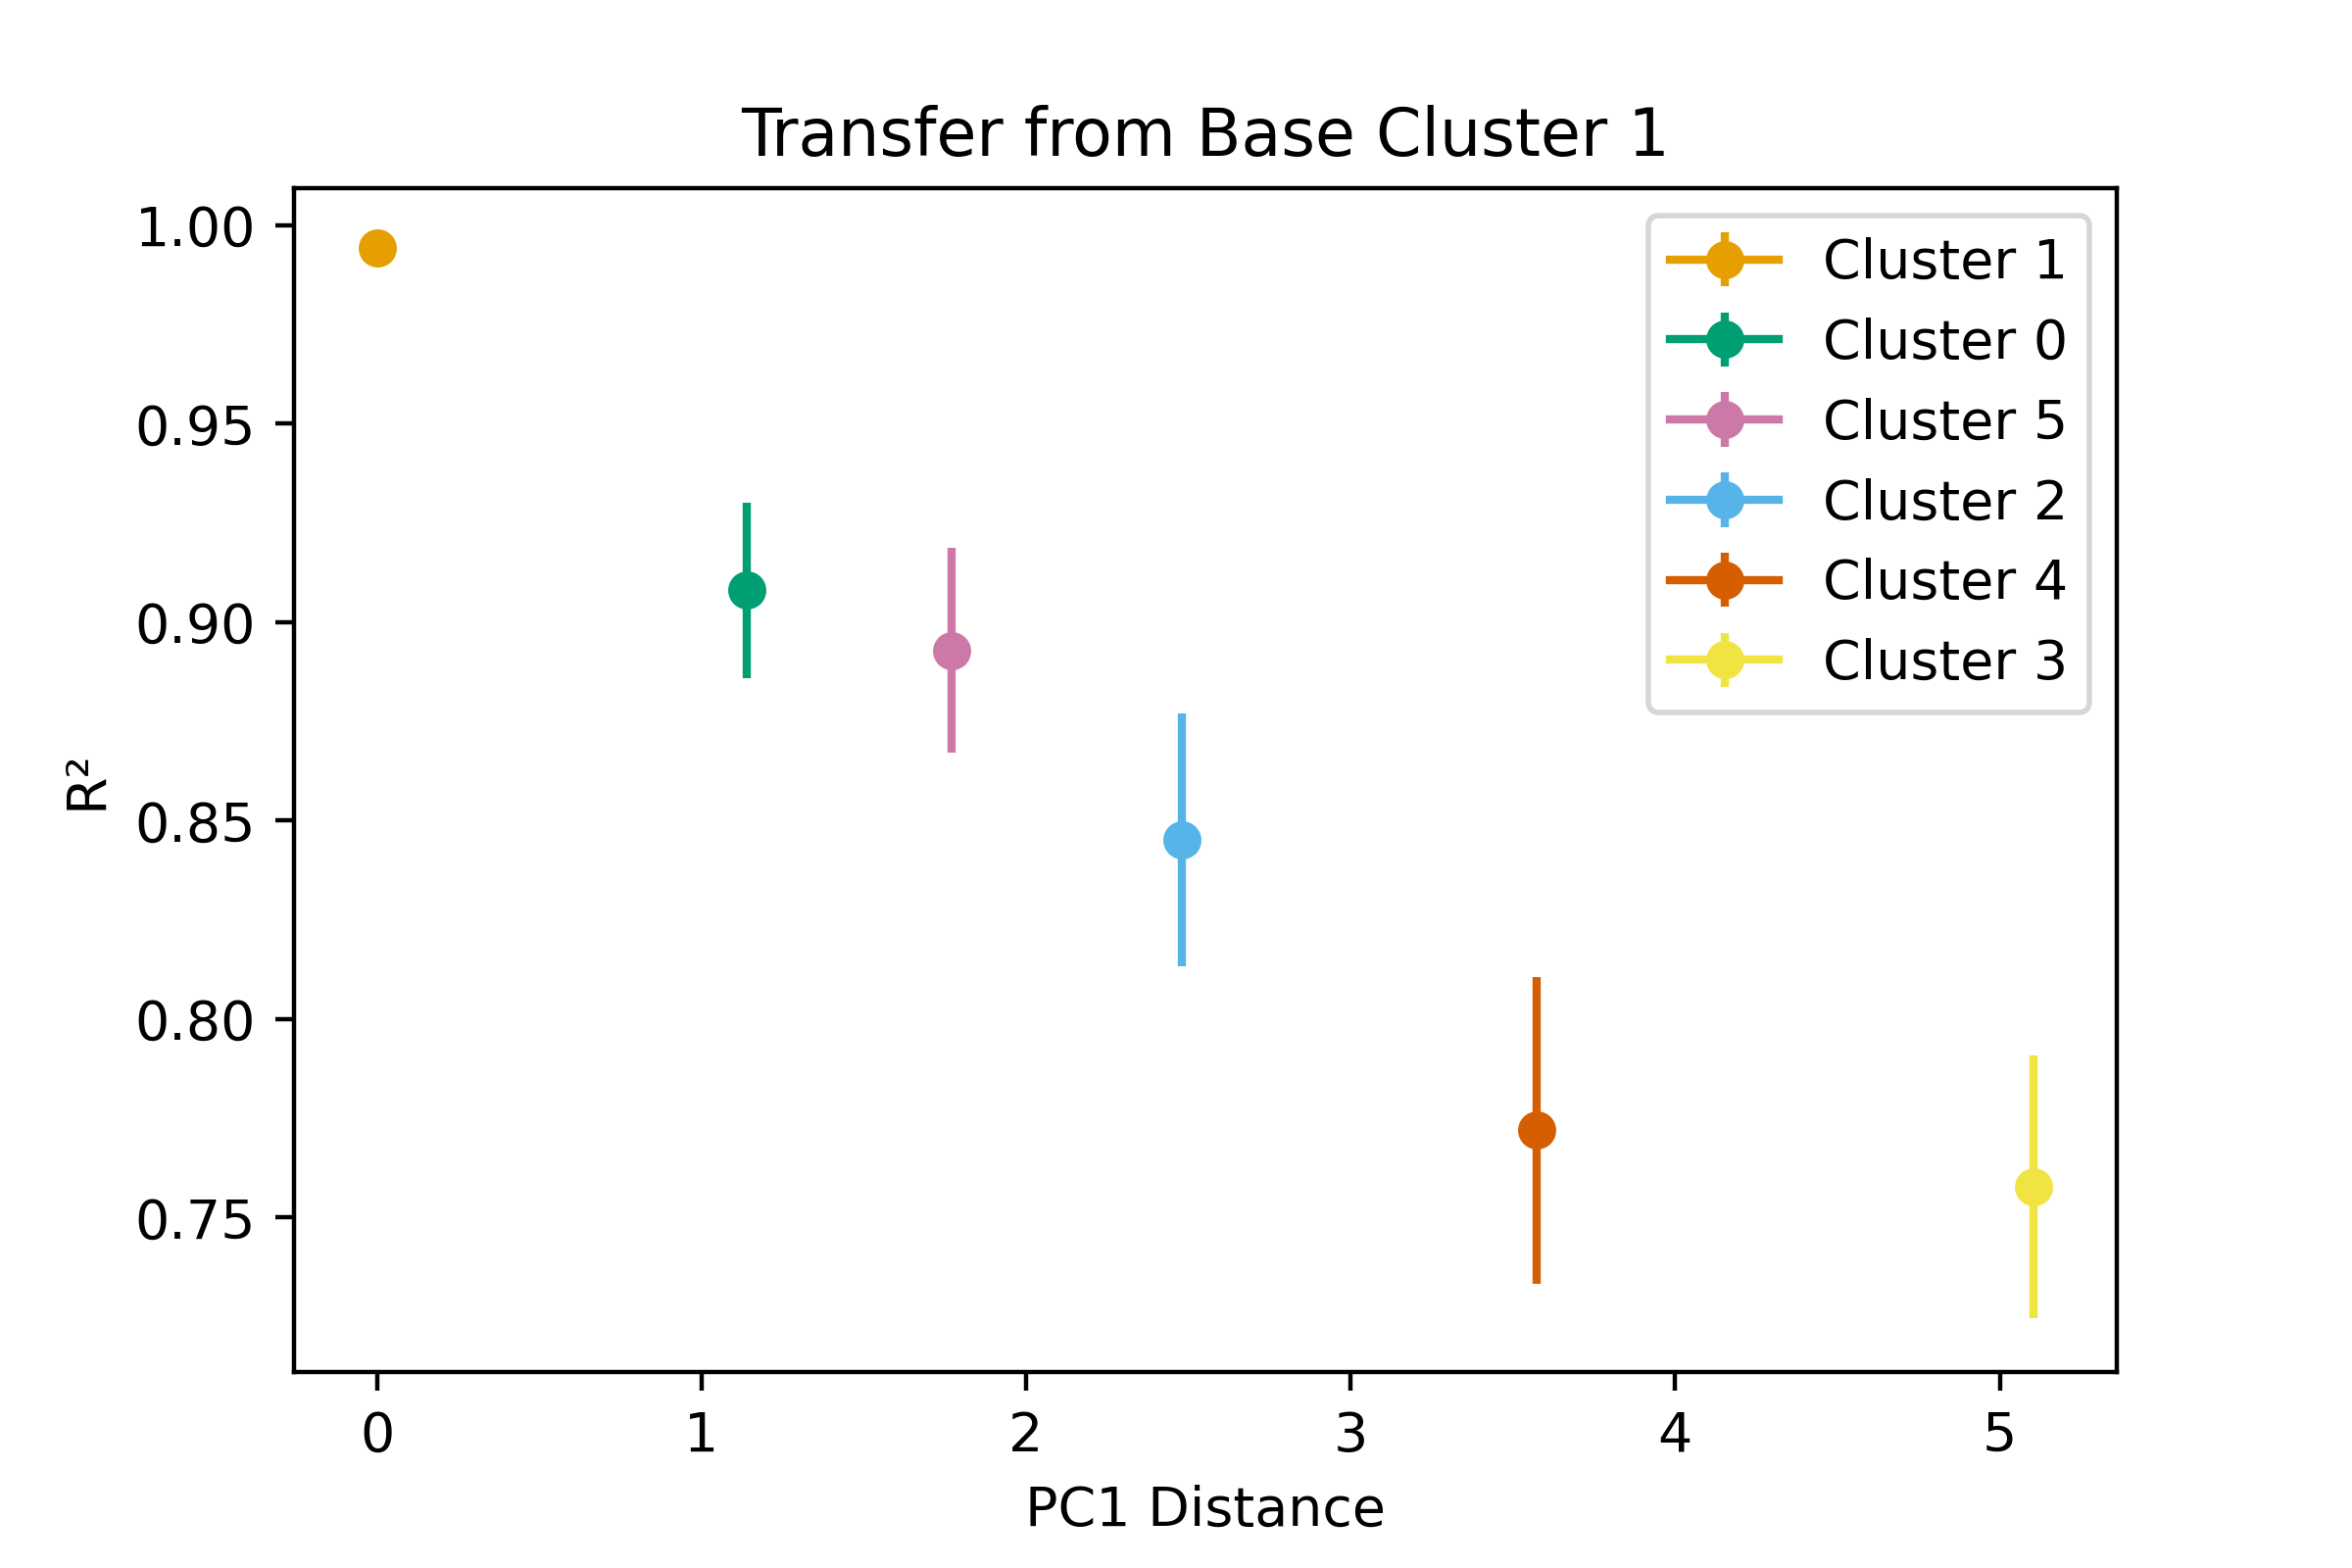 Transfer from Base Cluster 1
1.00
0.95
0.90
0.85
0.80
0.75
R²
Cluster 1
Cluster 0
Cluster 5
Cluster 2
Cluster 4
Cluster 3
0 1 2 3 4 5
PC1 Distance